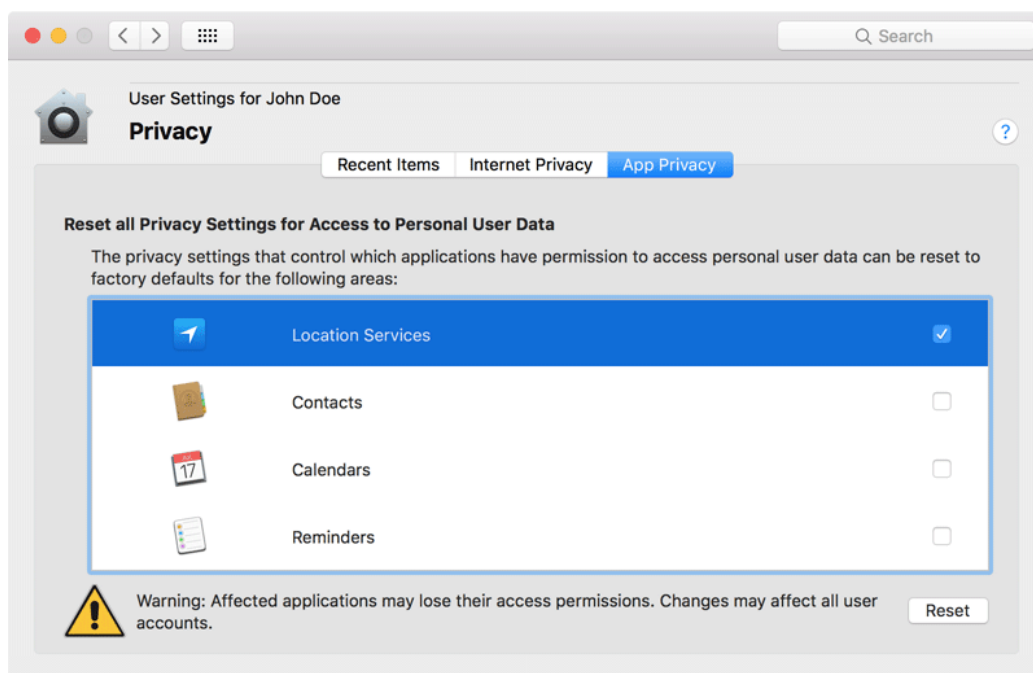 Search
User Settings for John Doe
Privacy
?
Recent Items
Internet Privacy
App Privacy
Reset all Privacy Settings for Access to Personal User Data
The privacy settings that control which applications have permission to access personal user data can be reset to
factory defaults for the following areas:
Location Services
Contacts
17
Calendars
Reminders
Warning: Affected applications may lose their access permissions. Changes may affect all user
accounts.
Reset